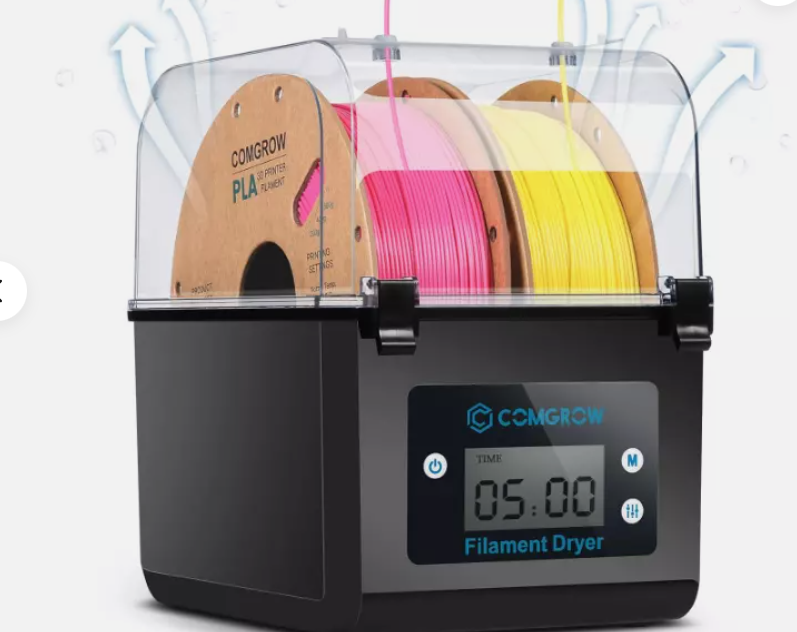 COMGROW
PLA 3D PRINTER
FILAMENT
PRINTING
SETTINGS
PRODUCT
COMGROW
TIME
M
05:00
Filament Dryer